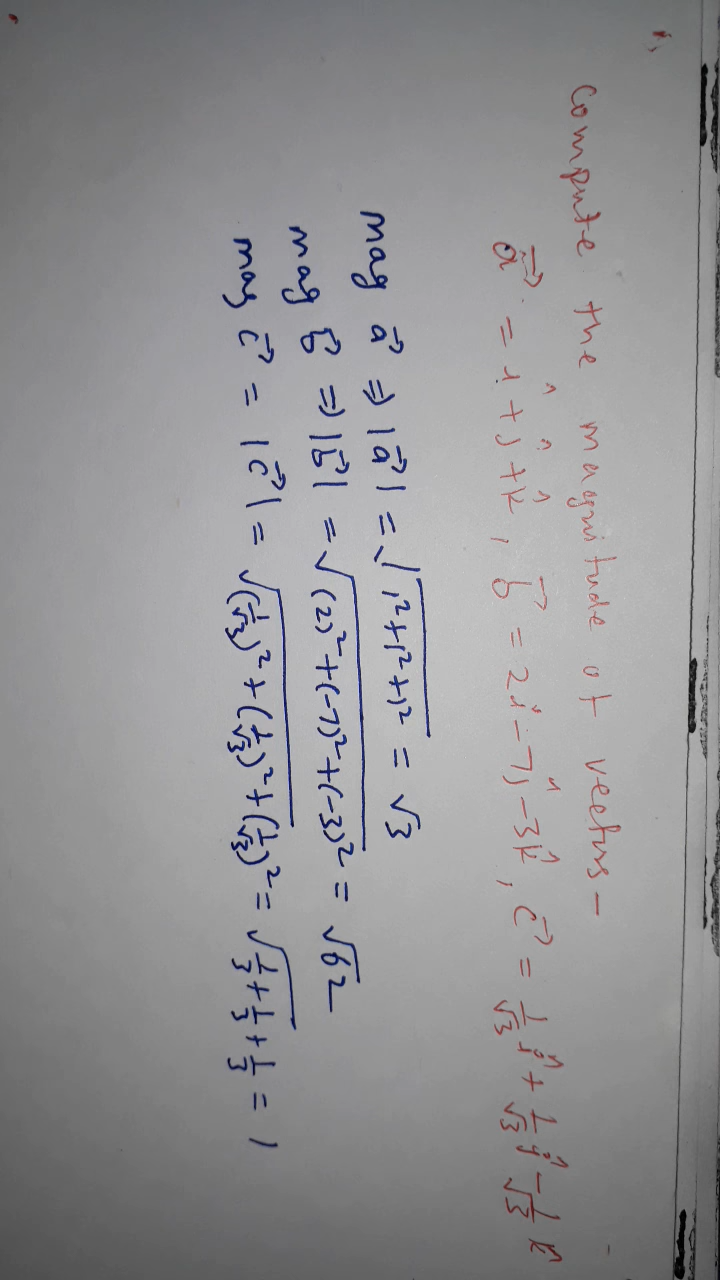 1,
Compute the magnitude of vectors –
a⃗ = î + ĵ + k̂, b⃗ = 2î – 7ĵ – 3k̂, c⃗ = 1/√3 î + 1/√3 ĵ – 1/√3 k̂
mag a⃗ ⇒ |a⃗| = √(1²+1²+1² = √3
mag b⃗ ⇒ |b⃗| = √((2)²+(-7)²+(-3)²) = √62
mag c⃗ = |c⃗| = √((1/√3)²+(1/√3)²+(1/√3)²) = √(1/3+1/3+1/3) = 1